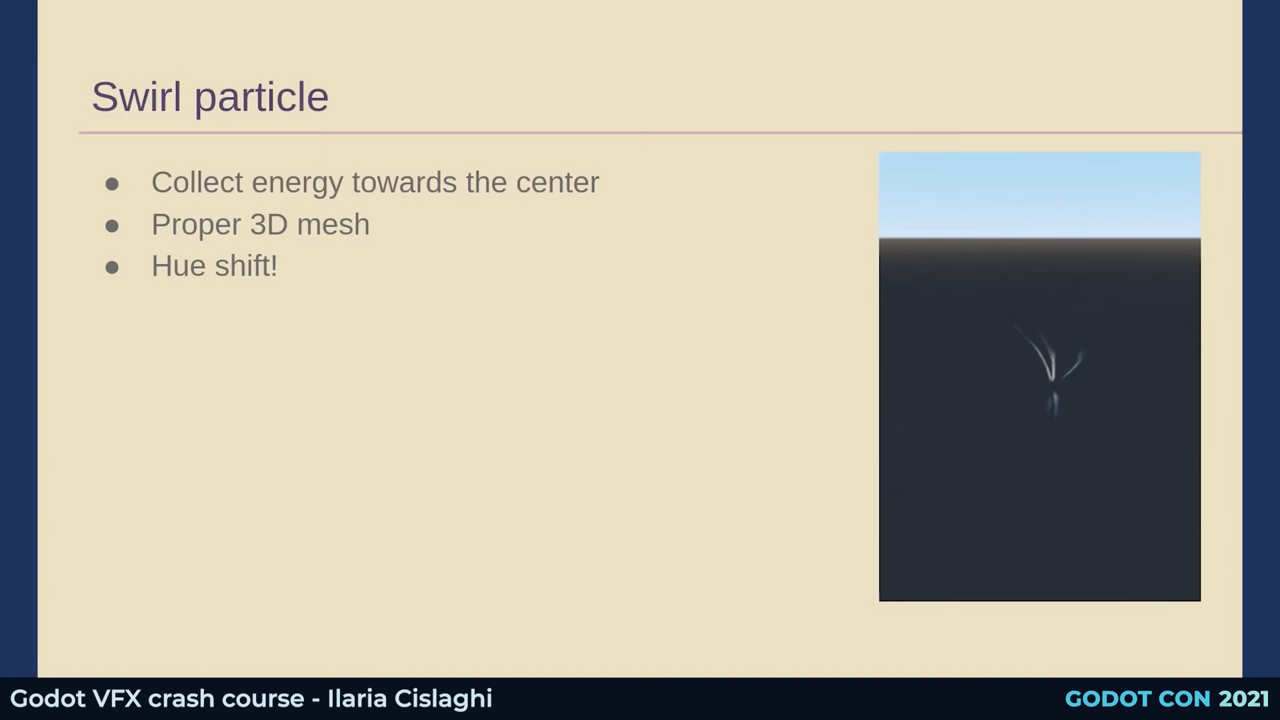 Swirl particle
● Collect energy towards the center
● Proper 3D mesh
● Hue shift!
Godot VFX crash course - Ilaria Cislaghi
GODOT CON 2021